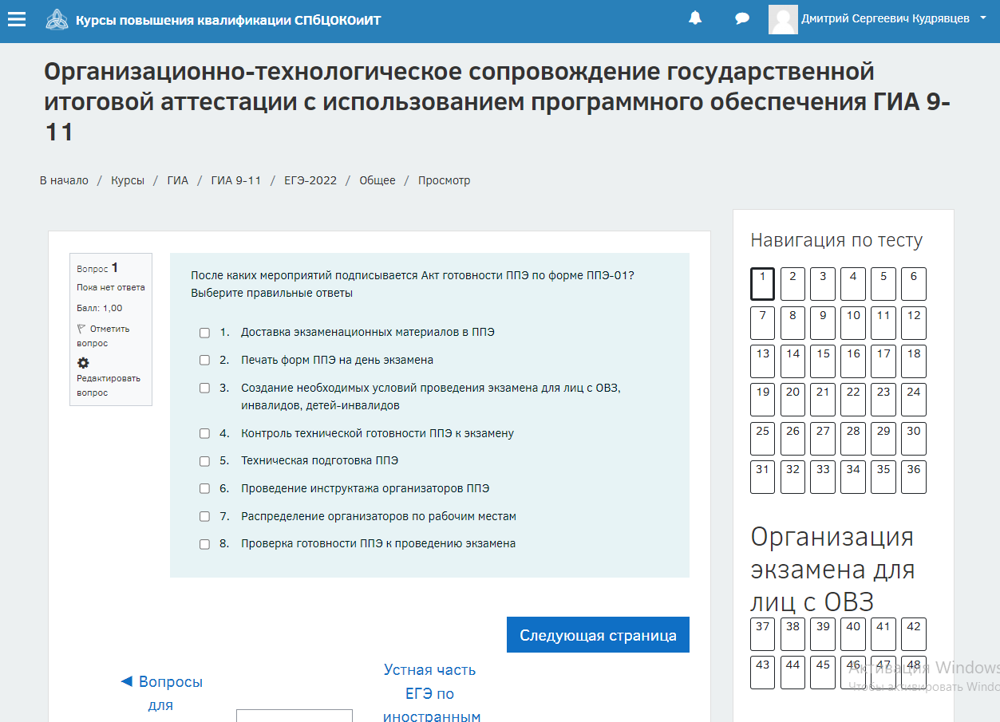 Курсы повышения квалификации СПбЦОКОиИТ
Дмитрий Сергеевич Кудрявцев
Организационно-технологическое сопровождение государственной
итоговой аттестации с использованием программного обеспечения ГИА 9-
11
В начало / Курсы / ГИА / ГИА 9-11 / ЕГЭ-2022 / Общее / Просмотр
Вопрос 1
Пока нет ответа
Балл: 1,00
Отметить
вопрос
Редактировать
вопрос
После каких мероприятий подписывается Акт готовности ППЭ по форме ППЭ-01?
Выберите правильные ответы
1. Доставка экзаменационных материалов в ППЭ
2. Печать форм ППЭ на день экзамена
3. Создание необходимых условий проведения экзамена для лиц с ОВЗ,
инвалидов, детей-инвалидов
4. Контроль технической готовности ППЭ к экзамену
5. Техническая подготовка ППЭ
6. Проведение инструктажа организаторов ППЭ
7. Распределение организаторов по рабочим местам
8. Проверка готовности ППЭ к проведению экзамена
Следующая страница
◄ Вопросы
для
Устная часть
ЕГЭ по
иностранным
Навигация по тесту
1 2 3 4 5 6
7 8 9 10 11 12
13 14 15 16 17 18
19 20 21 22 23 24
25 26 27 28 29 30
31 32 33 34 35 36
Организация
экзамена для
лиц с ОВЗ
37 38 39 40 41 42
43 44 45 46 47 48
Активация Windows
Чтобы активировать Windo